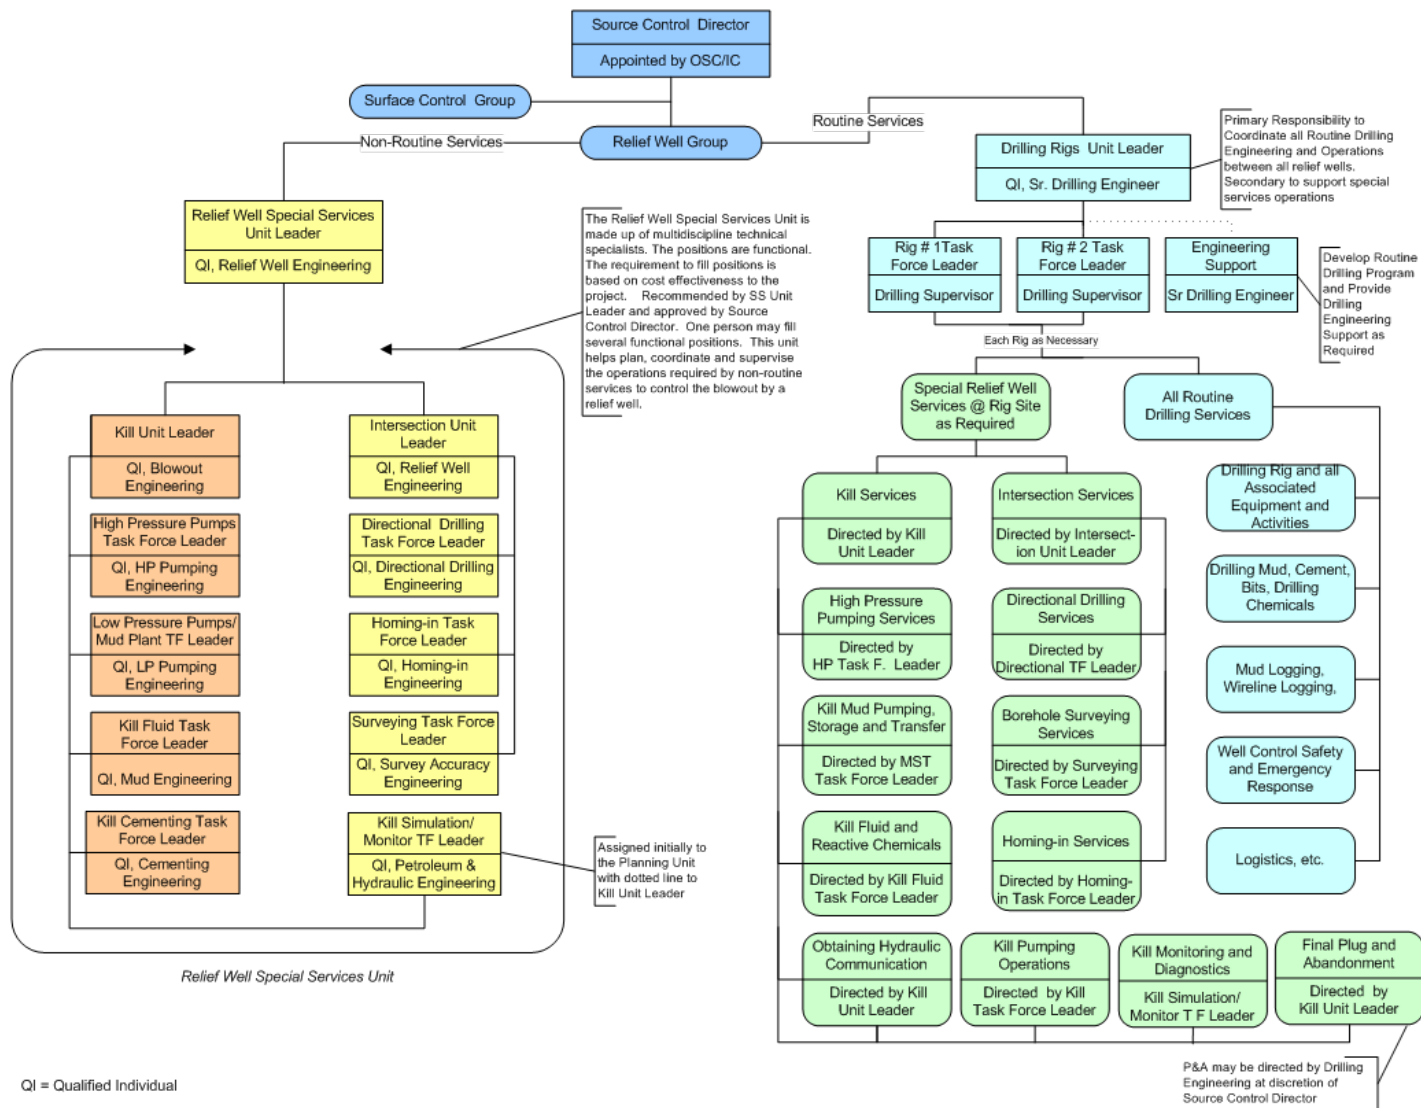 Source Control  Director
Appointed by OSC/IC
Surface Control  Group
Routine Services
Non-Routine Services
Relief Well Group
Drilling Rigs  Unit Leader
QI, Sr. Drilling Engineer
Primary Responsibility to
Coordinate all Routine Drilling
Engineering and Operations
between all relief wells.
Secondary to support special
services operations
Relief Well Special Services
Unit Leader
QI, Relief Well Engineering
The Relief Well Special Services Unit is
made up of multidiscipline technical
specialists. The positions are functional.
The requirement to fill positions is
based on cost effectiveness to the
project.    Recommended by SS Unit
Leader and approved by Source
Control Director.  One person may fill
several functional positions.  This unit
helps plan, coordinate and supervise
the operations required by non-routine
services to control the blowout by a
relief well.
Rig # 1Task
Force Leader
Drilling Supervisor
Rig # 2 Task
Force Leader
Drilling Supervisor
Engineering
Support
Sr Drilling Engineer
Develop Routine
Drilling Program
and Provide
Drilling
Engineering
Support as
Required
Each Rig as Necessary
Special Relief Well
Services @ Rig Site
as Required
All Routine
Drilling Services
Kill Unit Leader
QI, Blowout
Engineering
Intersection Unit
Leader
QI, Relief Well
Engineering
High Pressure Pumps
Task Force Leader
QI, HP Pumping
Engineering
Directional  Drilling
Task Force Leader
QI, Directional Drilling
Engineering
Low Pressure Pumps/
Mud Plant TF Leader
QI, LP Pumping
Engineering
Homing-in Task
Force Leader
QI, Homing-in
Engineering
Kill Fluid Task
Force Leader
QI, Mud Engineering
Surveying Task Force
Leader
QI, Survey Accuracy
Engineering
Kill Cementing Task
Force Leader
QI, Cementing
Engineering
Kill Simulation/
Monitor TF Leader
QI, Petroleum &
Hydraulic Engineering
Assigned initially to
the Planning Unit
with dotted line to
Kill Unit Leader
Relief Well Special Services Unit
Kill Services
Directed by Kill
Unit Leader
Intersection Services
Directed by Intersect-
ion Unit Leader
Drilling Rig and all
Associated
Equipment and
Activities
High Pressure
Pumping Services
Directed by
HP Task F.  Leader
Directional Drilling
Services
Directed by
Directional TF Leader
Drilling Mud, Cement,
Bits, Drilling
Chemicals
Kill Mud Pumping,
Storage and Transfer
Directed by MST
Task Force Leader
Borehole Surveying
Services
Directed by Surveying
Task Force Leader
Mud Logging,
Wireline Logging,
Well Control Safety
and Emergency
Response
Kill Fluid and
Reactive Chemicals
Directed by Kill Fluid
Task Force Leader
Homing-in Services
Directed by Homing-
in Task Force Leader
Logistics, etc.
Obtaining Hydraulic
Communication
Directed by Kill
Unit Leader
Kill Pumping
Operations
Directed  by Kill
Task Force Leader
Kill Monitoring and
Diagnostics
Kill Simulation/
Monitor T F Leader
Final Plug and
Abandonment
Directed  by
Kill Unit Leader
P&A may be directed by Drilling
Engineering at discretion of
Source Control Director
QI = Qualified Individual